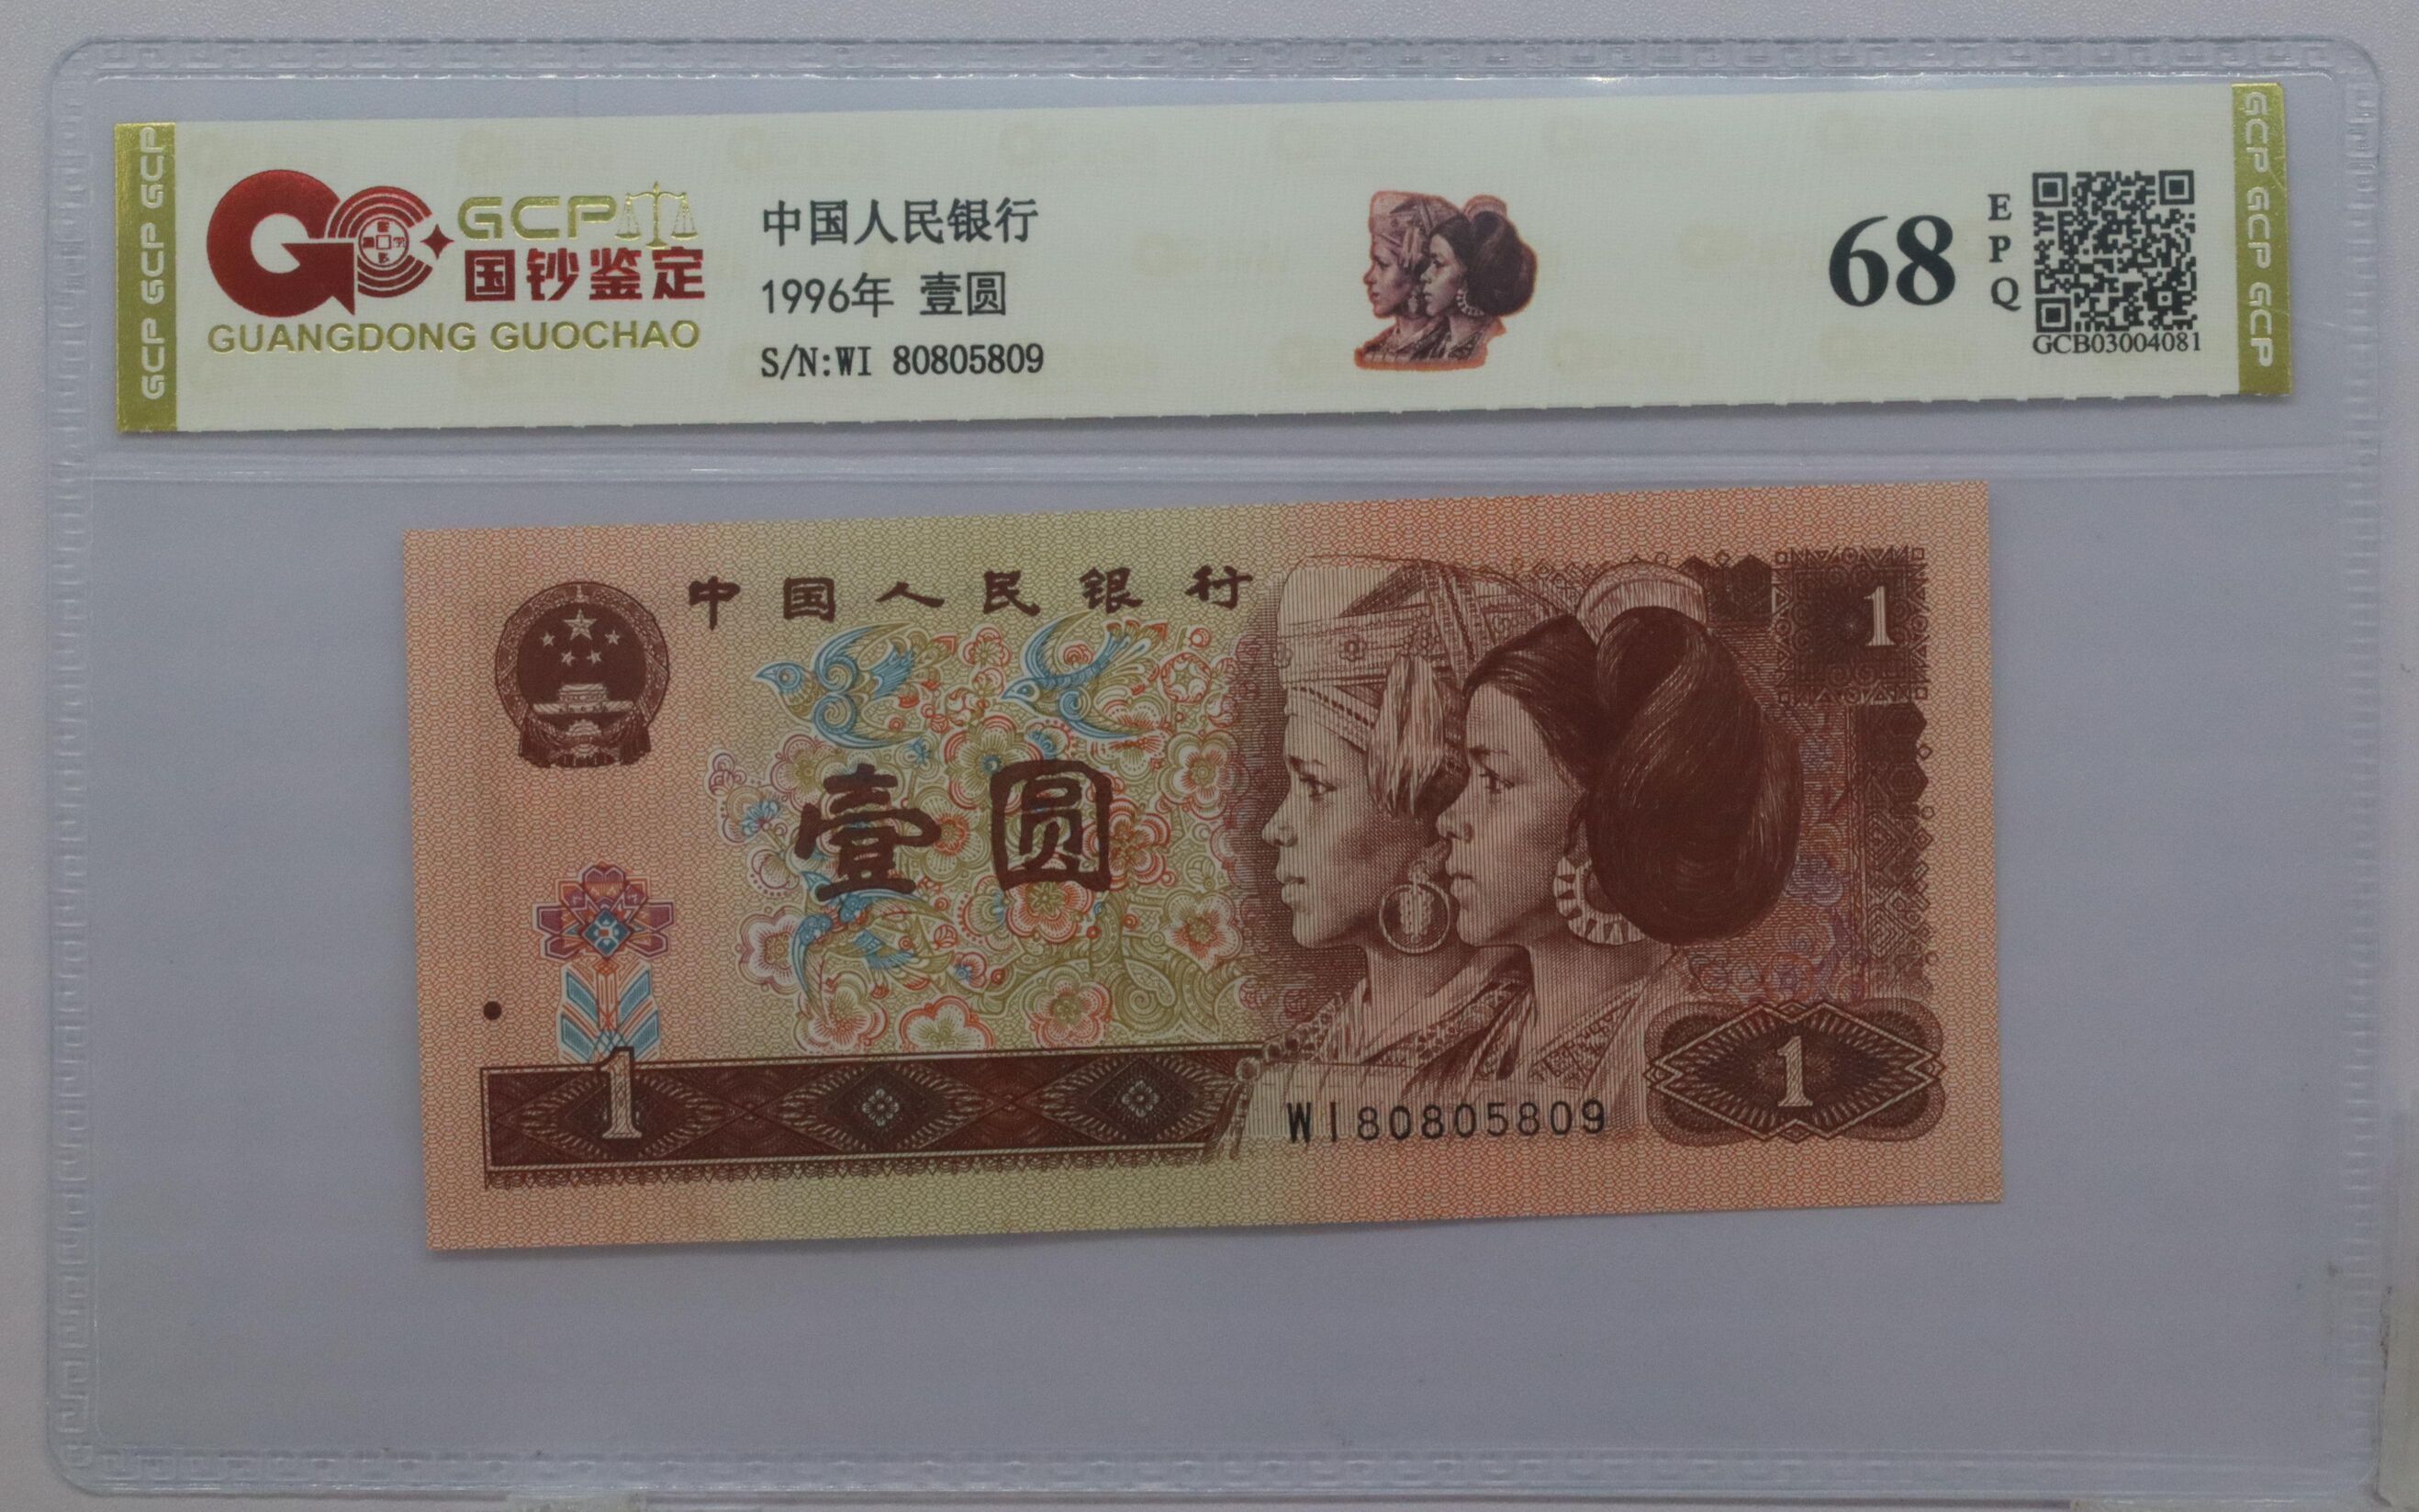 GCP GCP GCP
GCP
国钞鉴定
GUANGDONG GUOCHAO
中国人民银行
1996年 壹圆
S/N:WI 80805809
68
EPQ
GCB03004081
GCP GCP GCP
中国人民银行
1
壹圆
1
1
WI80805809